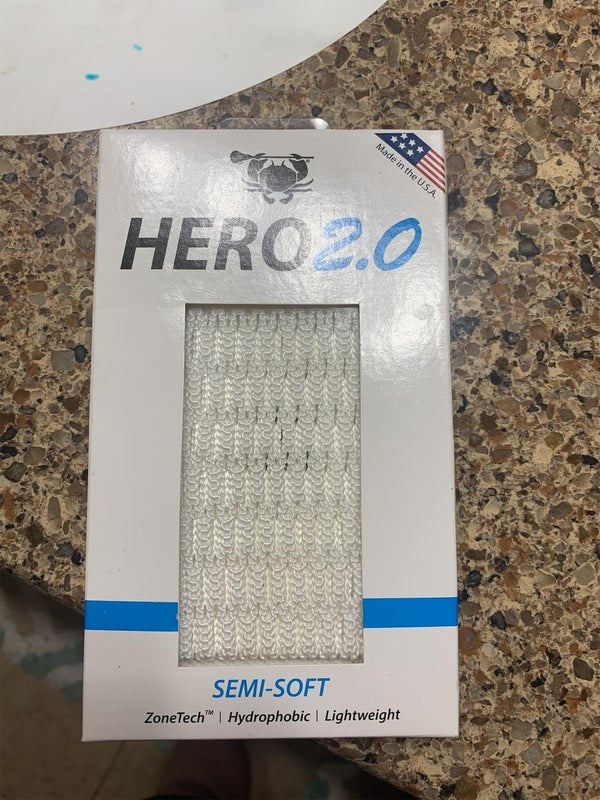 Made in the U.S.A.
HERO2.0
SEMI-SOFT
ZoneTech™ | Hydrophobic | Lightweight